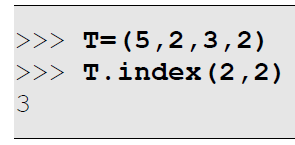 >>> T=(5,2,3,2)
>>> T.index(2,2)
3